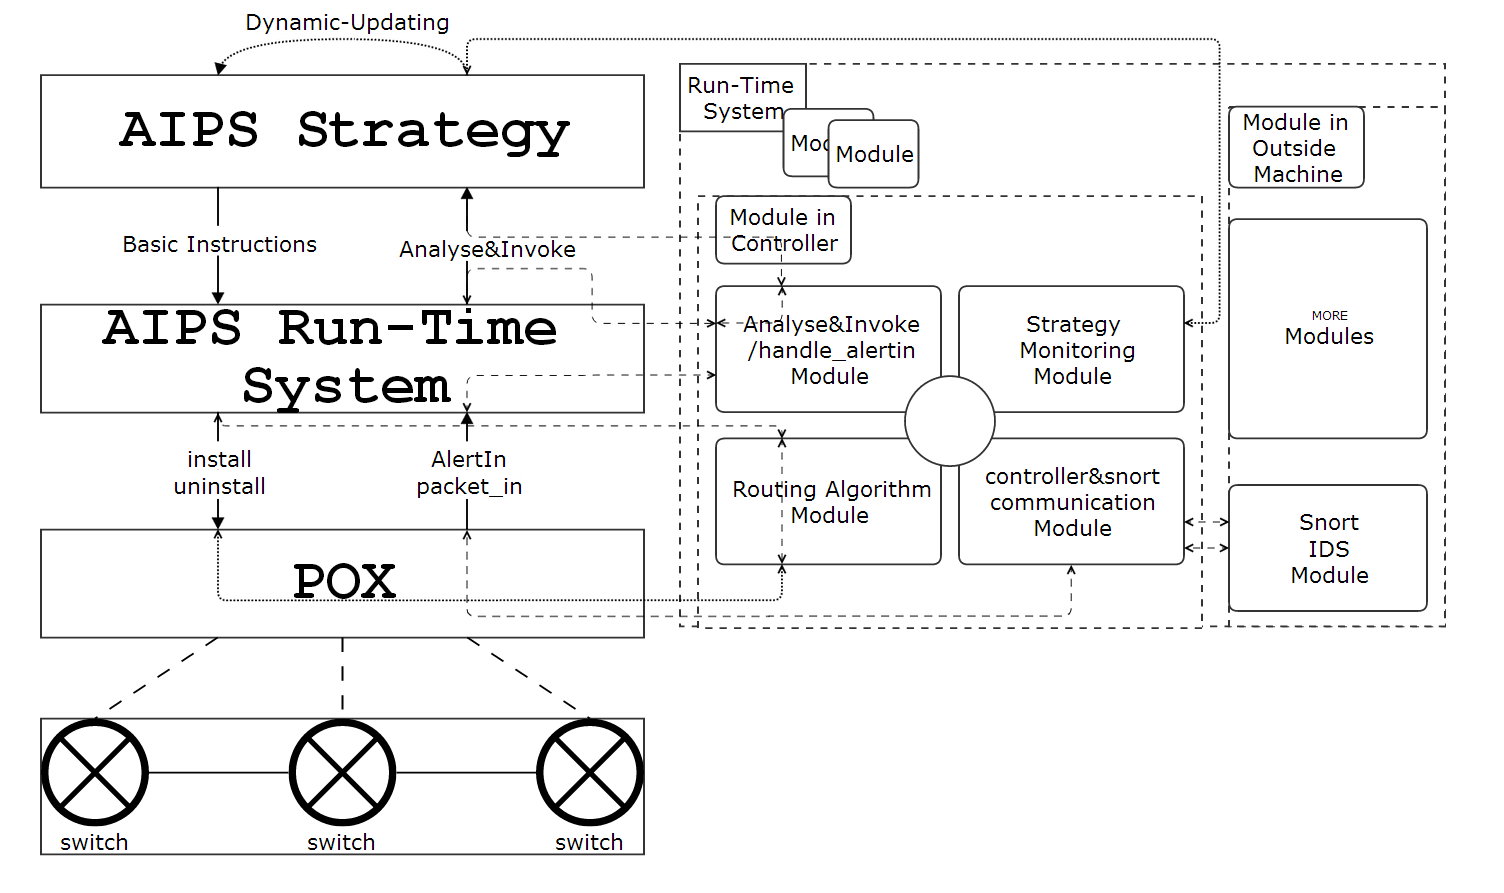 Dynamic-Updating
AIPS Strategy
Basic Instructions
Analyse&Invoke
AIPS Run-Time
System
install
uninstall
AlertIn
packet_in
POX
switch
switch
switch
Run-Time
System
Module
Module in
Controller
Analyse&Invoke
/handle_alertin
Module
Strategy
Monitoring
Module
Routing Algorithm
Module
controller&snort
communication
Module
Module in
Outside
Machine
MORE
Modules
Snort
IDS
Module